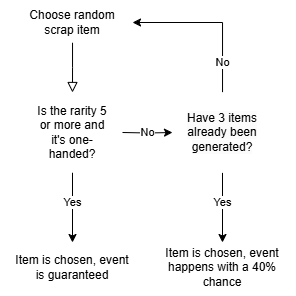 Choose random
scrap item
No
Is the rarity 5
or more and
it's one-
handed?
No
Have 3 items
already been
generated?
Yes
Yes
Item is chosen, event
is guaranteed
Item is chosen, event
happens with a 40%
chance